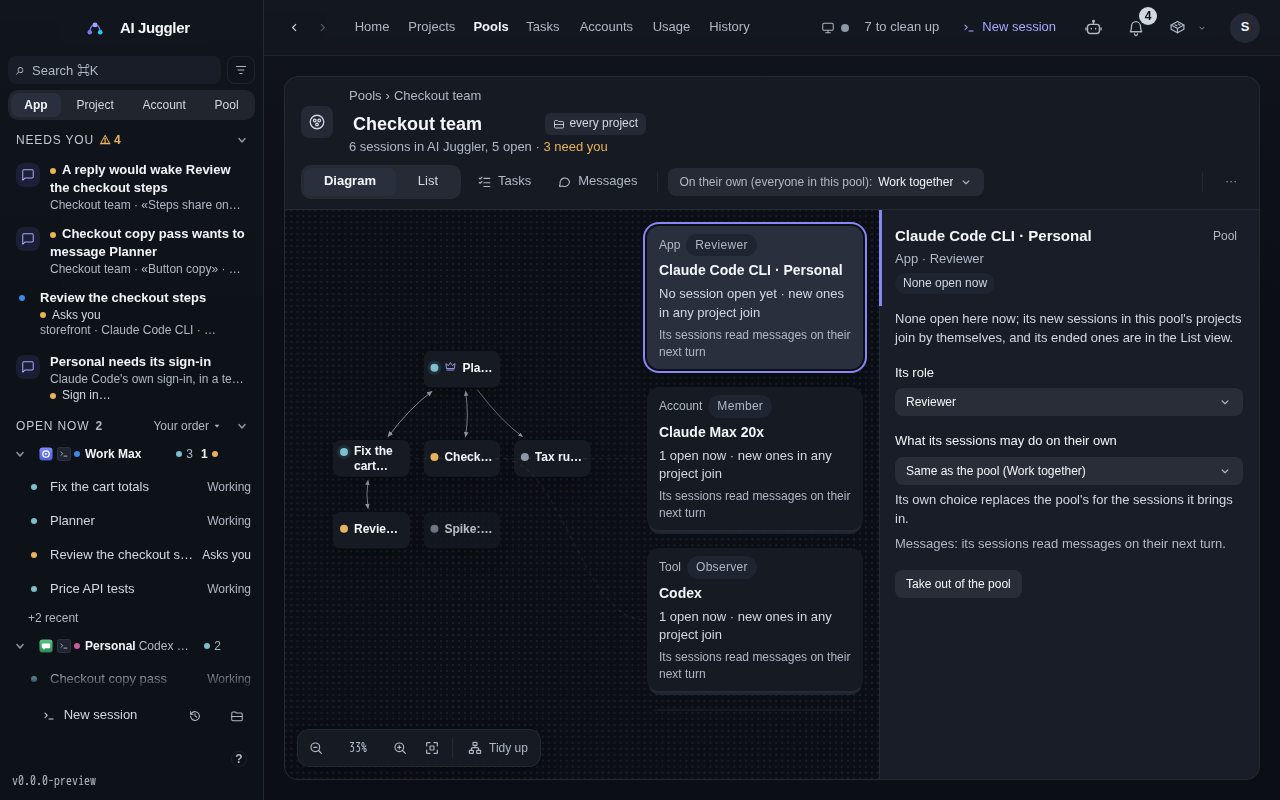 AI Juggler
Search ⌘K
App Project Account Pool
NEEDS YOU 4
A reply would wake Review the checkout steps
Checkout team · «Steps share on…
Checkout copy pass wants to message Planner
Checkout team · «Button copy» · …
Review the checkout steps
Asks you
storefront · Claude Code CLI · …
Personal needs its sign-in
Claude Code's own sign-in, in a te…
Sign in…
OPEN NOW 2 Your order
Work Max 3 1
Fix the cart totals Working
Planner Working
Review the checkout s… Asks you
Price API tests Working
+2 recent
Personal Codex … 2
Checkout copy pass Working
New session
?
v0.0.0-preview
Home Projects Pools Tasks Accounts Usage History
7 to clean up
New session
4
S
Pools › Checkout team
Checkout team every project
6 sessions in AI Juggler, 5 open · 3 need you
Diagram List Tasks Messages
On their own (everyone in this pool): Work together
Pla…
Fix the cart…
Check…
Tax ru…
Revie…
Spike:…
App Reviewer
Claude Code CLI · Personal
No session open yet · new ones
in any project join
Its sessions read messages on their
next turn
Account Member
Claude Max 20x
1 open now · new ones in any
project join
Its sessions read messages on their
next turn
Tool Observer
Codex
1 open now · new ones in any
project join
Its sessions read messages on their
next turn
33%
Tidy up
Claude Code CLI · Personal Pool
App · Reviewer
None open now
None open here now; its new sessions in this pool's projects
join by themselves, and its ended ones are in the List view.
Its role
Reviewer
What its sessions may do on their own
Same as the pool (Work together)
Its own choice replaces the pool's for the sessions it brings
in.
Messages: its sessions read messages on their next turn.
Take out of the pool